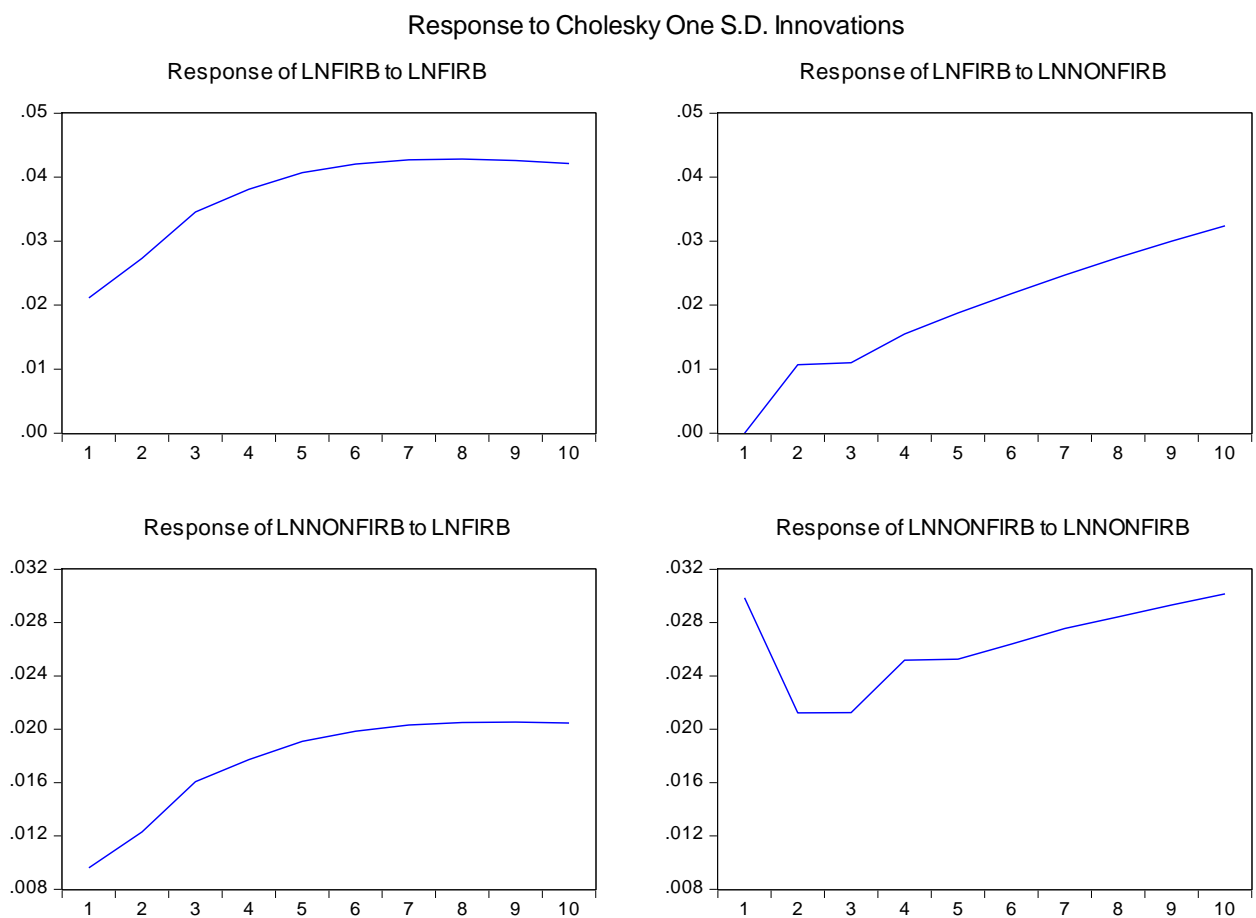 Response to Cholesky One S.D. Innovations
Response of LNFIRB to LNFIRB
.05
.04
.03
.02
.01
.00
1 2 3 4 5 6 7 8 9 10
Response of LNFIRB to LNNONFIRB
.05
.04
.03
.02
.01
.00
1 2 3 4 5 6 7 8 9 10
Response of LNNONFIRB to LNFIRB
.032
.028
.024
.020
.016
.012
.008
1 2 3 4 5 6 7 8 9 10
Response of LNNONFIRB to LNNONFIRB
.032
.028
.024
.020
.016
.012
.008
1 2 3 4 5 6 7 8 9 10